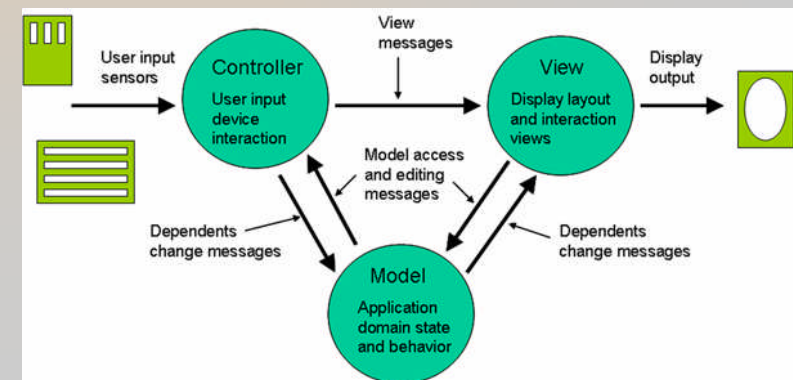 View
messages
User input
sensors
Controller
User input
device
interaction
View
Display layout
and interaction
views
Display
output
Model access
and editing
messages
Dependents
change messages
Dependents
change messages
Model
Application
domain state
and behavior